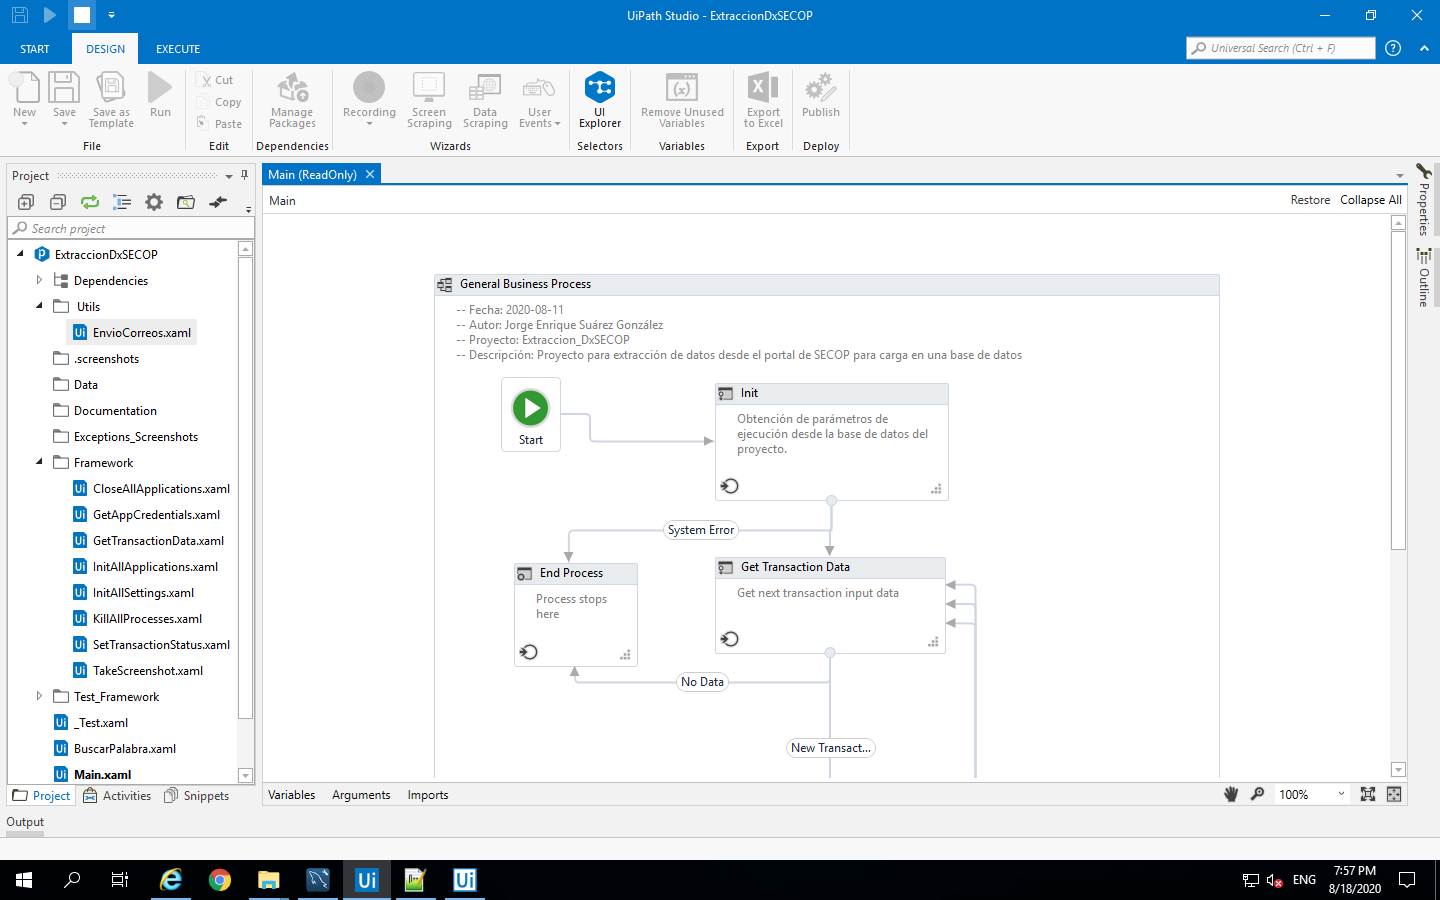 UiPath Studio - ExtraccionDxSECOP
START
DESIGN
EXECUTE
Universal Search (Ctrl + F)
New
Save
Save as
Template
Run
Cut
Copy
Paste
Manage
Packages
Recording
Screen
Scraping
Data
Scraping
User
Events
UI
Explorer
Remove Unused
Variables
Export
to Excel
Publish
File
Edit
Dependencies
Wizards
Selectors
Variables
Export
Deploy
Project
Search project
ExtraccionDxSECOP
Dependencies
Utils
EnvioCorreos.xaml
.screenshots
Data
Documentation
Exceptions_Screenshots
Framework
CloseAllApplications.xaml
GetAppCredentials.xaml
GetTransactionData.xaml
InitAllApplications.xaml
InitAllSettings.xaml
KillAllProcesses.xaml
SetTransactionStatus.xaml
TakeScreenshot.xaml
Test_Framework
_Test.xaml
BuscarPalabra.xaml
Main.xaml
Project
Activities
Snippets
Output
Main (ReadOnly)
Main
Restore
Collapse All
General Business Process
-- Fecha: 2020-08-11
-- Autor: Jorge Enrique Suárez González
-- Proyecto: Extraccion_DxSECOP
-- Descripción: Proyecto para extracción de datos desde el portal de SECOP para carga en una base de datos
Start
Init
Obtención de parámetros de
ejecución desde la base de datos del
proyecto.
System Error
End Process
Process stops
here
Get Transaction Data
Get next transaction input data
No Data
New Transact...
Variables
Arguments
Imports
100%
Properties
Outline
ENG
7:57 PM
8/18/2020